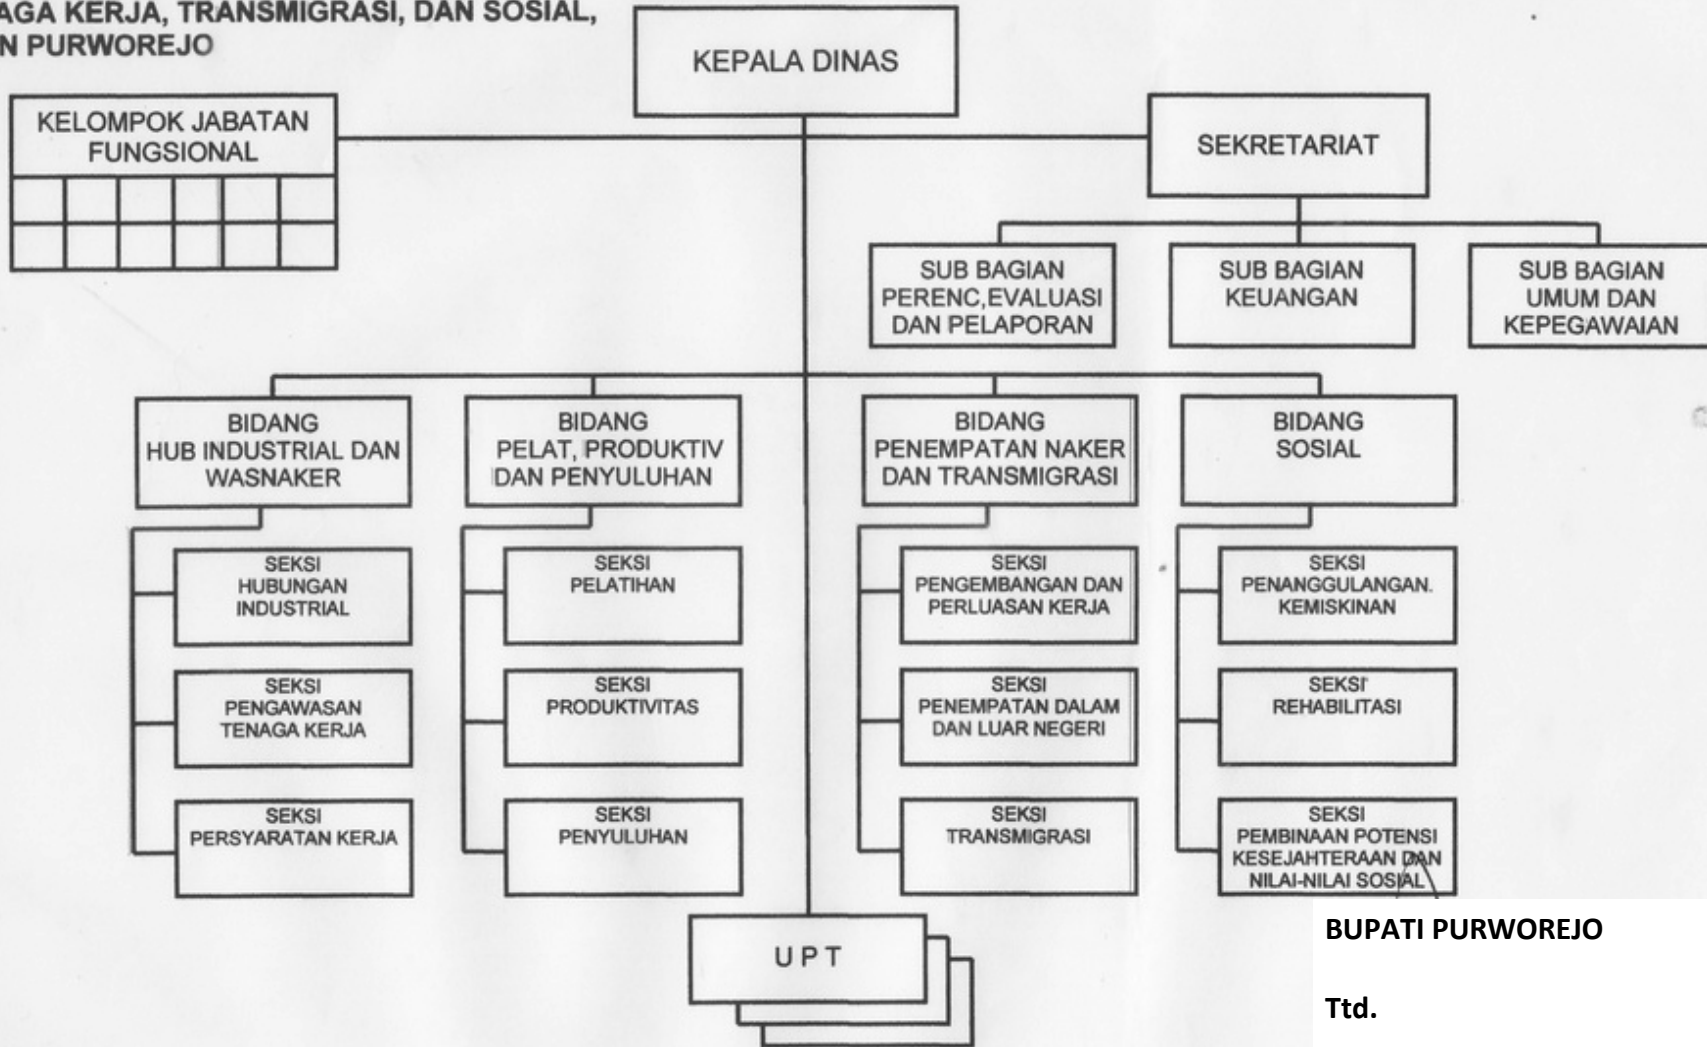 AGA KERJA, TRANSMIGRASI, DAN SOSIAL,
N PURWOREJO
KEPALA DINAS
KELOMPOK JABATAN
FUNGSIONAL
SEKRETARIAT
SUB BAGIAN
PERENC,EVALUASI
DAN PELAPORAN
SUB BAGIAN
KEUANGAN
SUB BAGIAN
UMUM DAN
KEPEGAWAIAN
BIDANG
HUB INDUSTRIAL DAN
WASNAKER
BIDANG
PELAT, PRODUKTIV
DAN PENYULUHAN
BIDANG
PENEMPATAN NAKER
DAN TRANSMIGRASI
BIDANG
SOSIAL
SEKSI
HUBUNGAN
INDUSTRIAL
SEKSI
PELATIHAN
SEKSI
PENGEMBANGAN DAN
PERLUASAN KERJA
SEKSI
PENANGGULANGAN.
KEMISKINAN
SEKSI
PENGAWASAN
TENAGA KERJA
SEKSI
PRODUKTIVITAS
SEKSI
PENEMPATAN DALAM
DAN LUAR NEGERI
SEKSI
REHABILITASI
SEKSI
PERSYARATAN KERJA
SEKSI
PENYULUHAN
SEKSI
TRANSMIGRASI
SEKSI
PEMBINAAN POTENSI
KESEJAHTERAAN DAN
NILAI-NILAI SOSIAL
U P T
BUPATI PURWOREJO
Ttd.